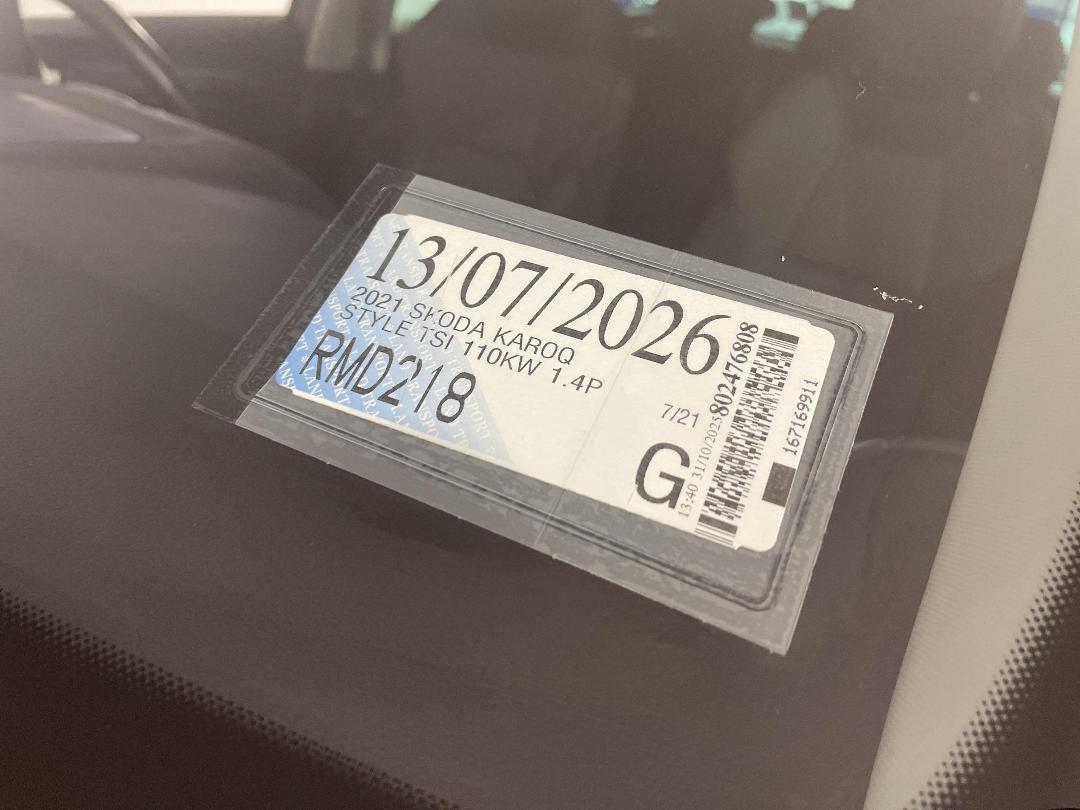 13/07/2026
2021 SKODA KAROQ
STYLE TSI 110KW 1.4P
RMD218
7/21
G
13:40 31/10/2025 802476808
167169911